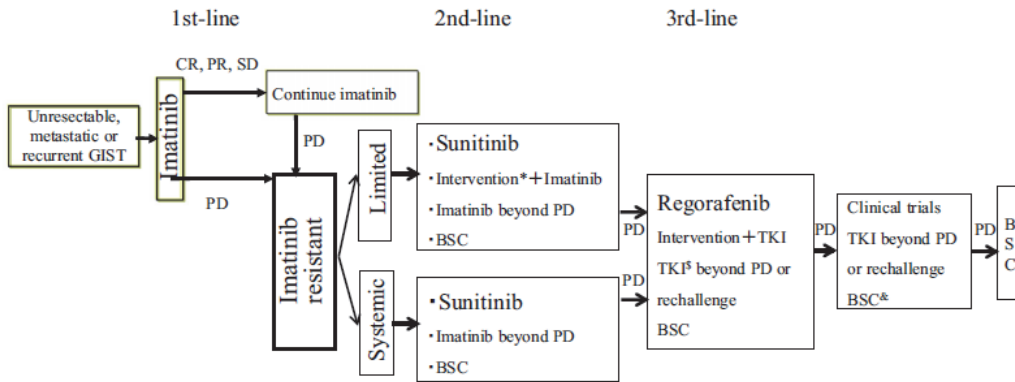 1st-line
2nd-line
3rd-line
Unresectable,
metastatic or
recurrent GIST
Imatinib
CR, PR, SD
Continue imatinib
PD
PD
Imatinib
resistant
Limited
・Sunitinib
・Intervention*+Imatinib
・Imatinib beyond PD
・BSC
PD
Systemic
・Sunitinib
・Imatinib beyond PD
・BSC
PD
Regorafenib
Intervention+TKI
TKI$ beyond PD or
rechallenge
BSC
PD
Clinical trials
TKI beyond PD
or rechallenge
BSC&
PD
B
S
C